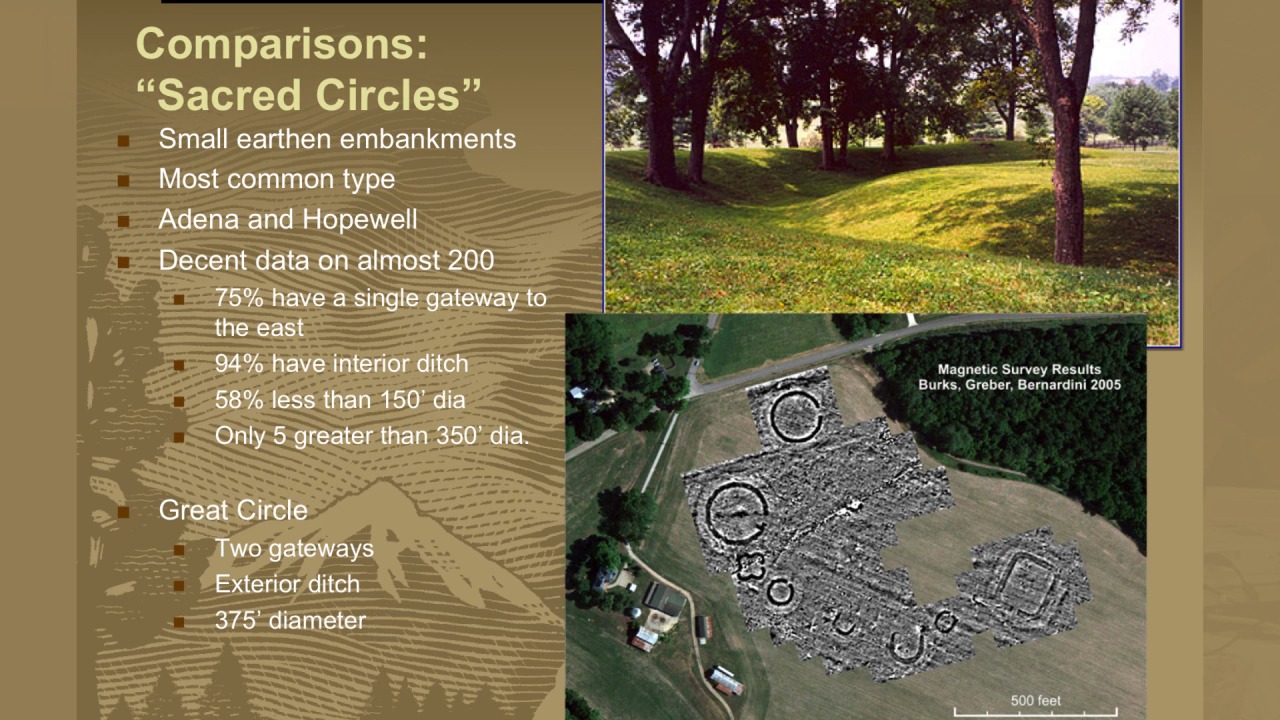 Comparisons:
“Sacred Circles”
Small earthen embankments
Most common type
Adena and Hopewell
Decent data on almost 200
75% have a single gateway to
the east
94% have interior ditch
58% less than 150’ dia
Only 5 greater than 350’ dia.
Great Circle
Two gateways
Exterior ditch
375’ diameter
Magnetic Survey Results
Burks, Greber, Bernardini 2005
500 feet